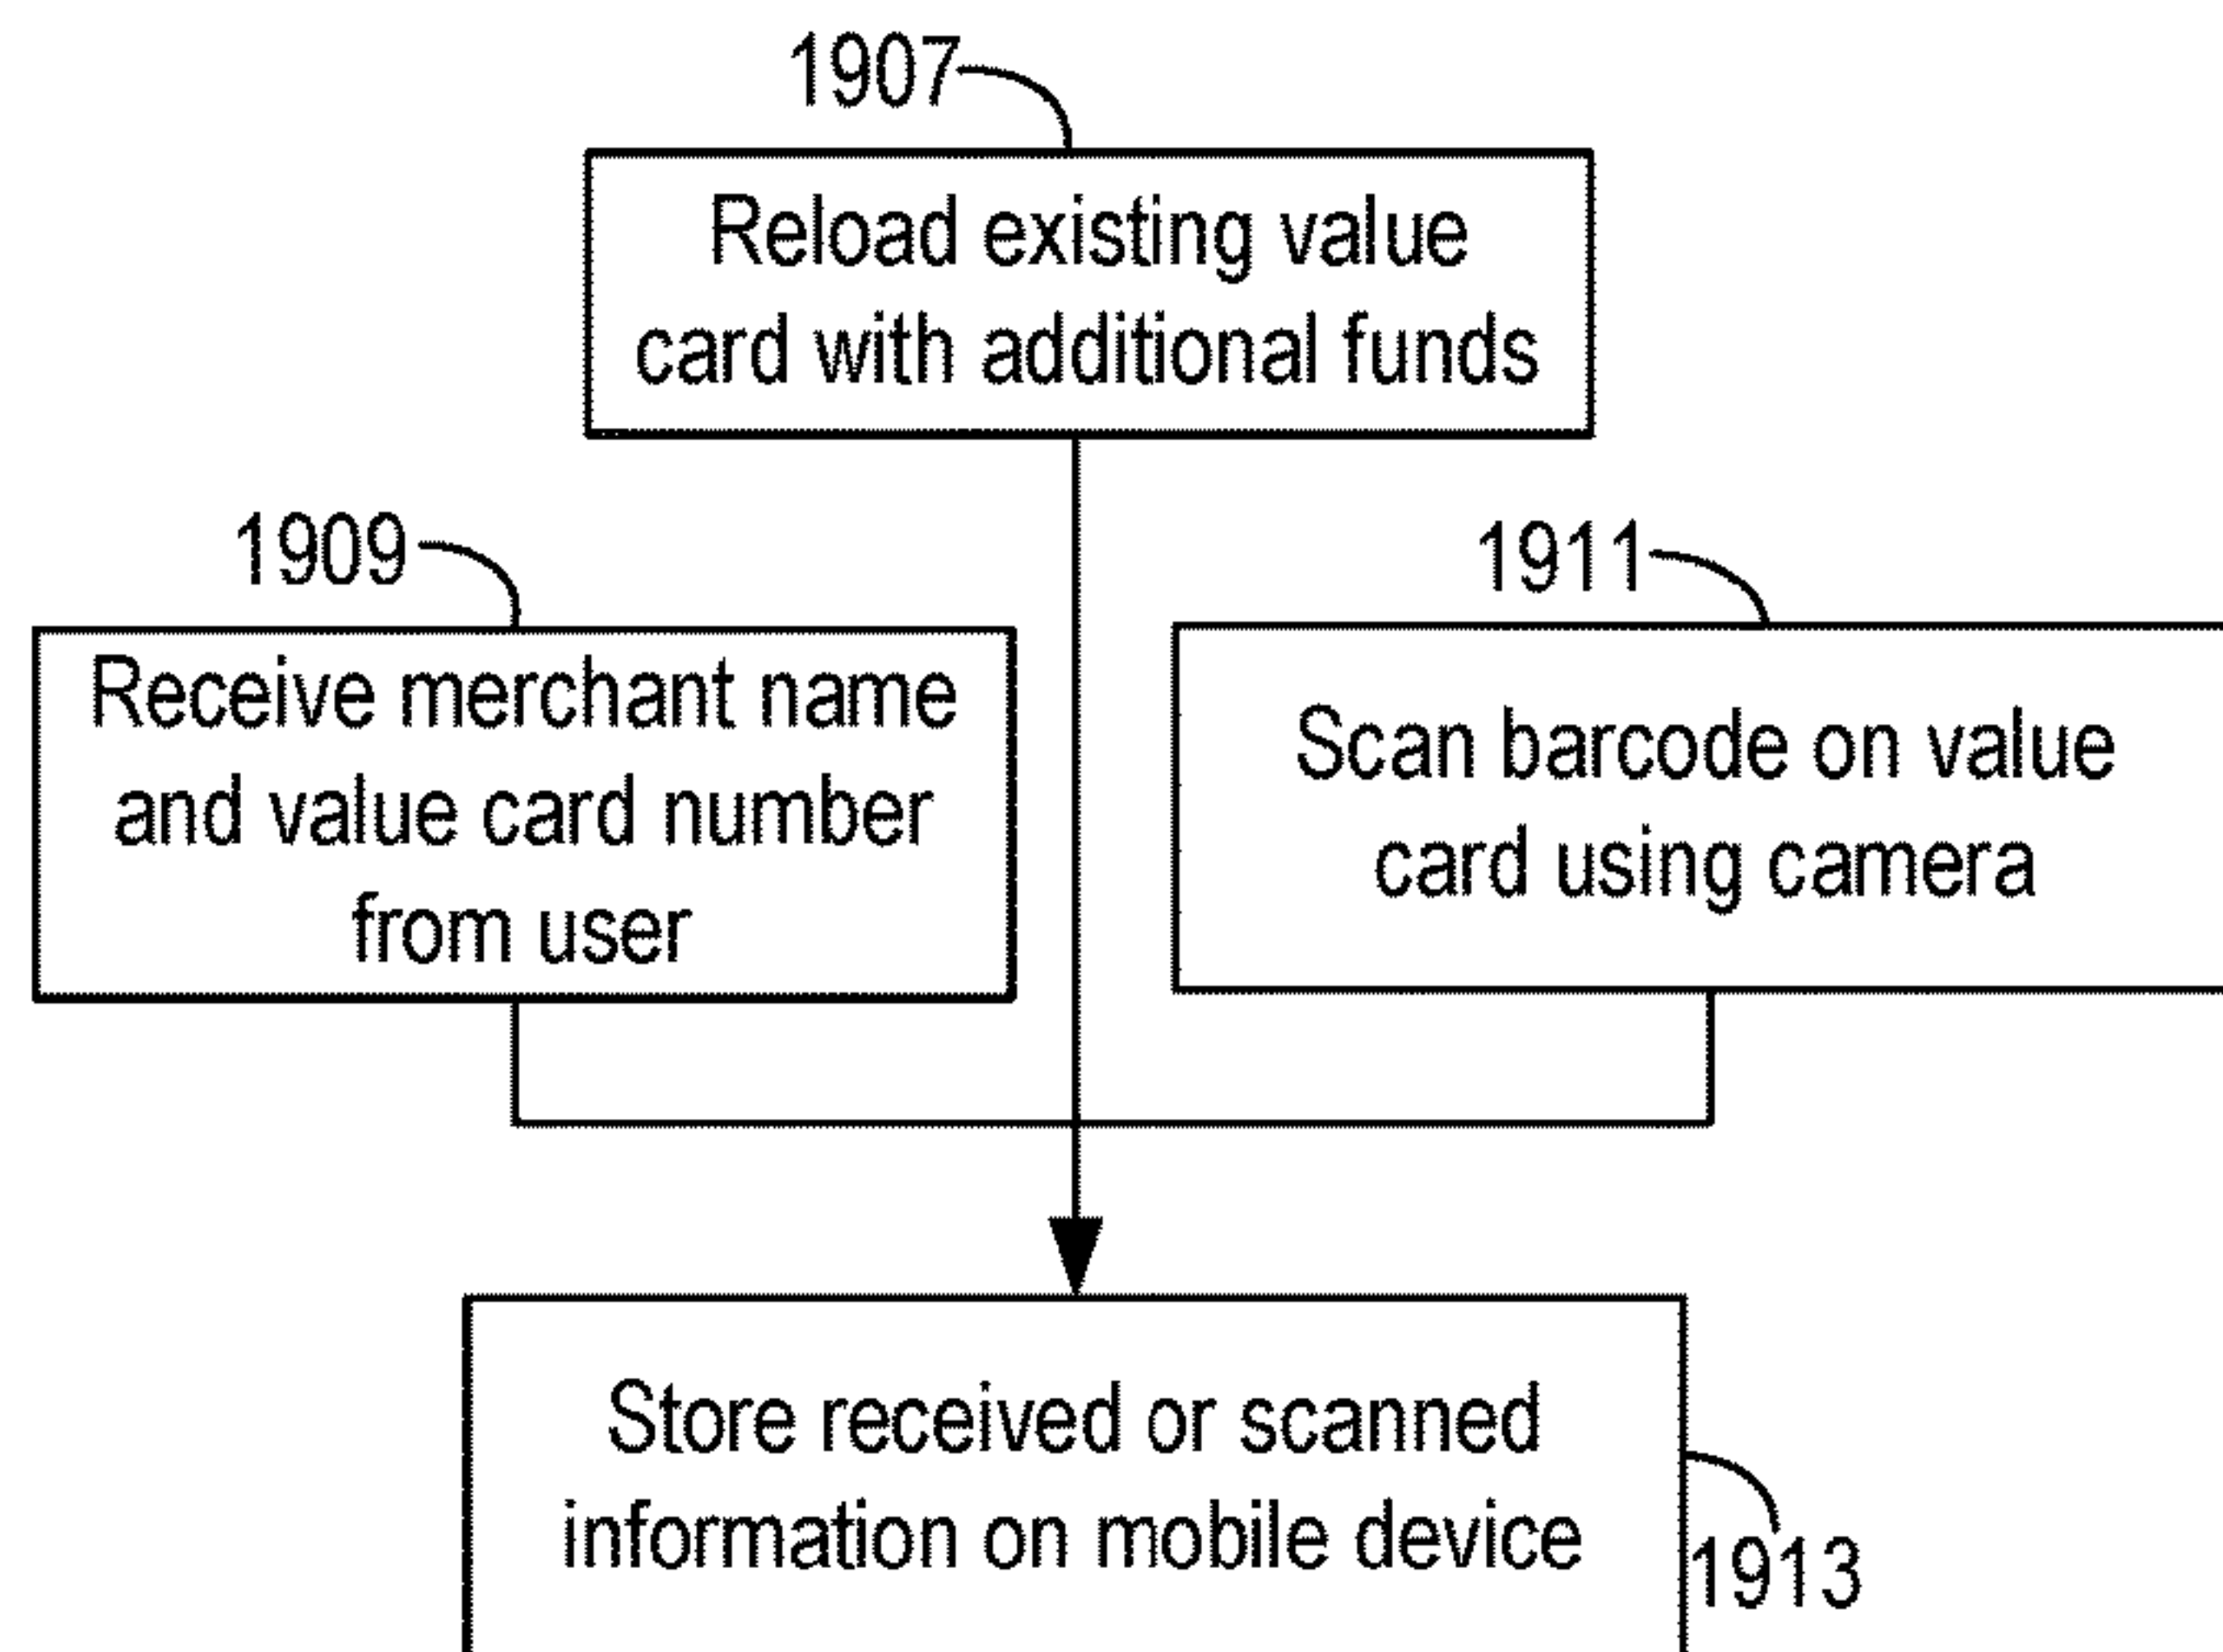 1907
Reload existing value
card with additional funds
1909
Receive merchant name
and value card number
from user
1911
Scan barcode on value
card using camera
Store received or scanned
information on mobile device
1913